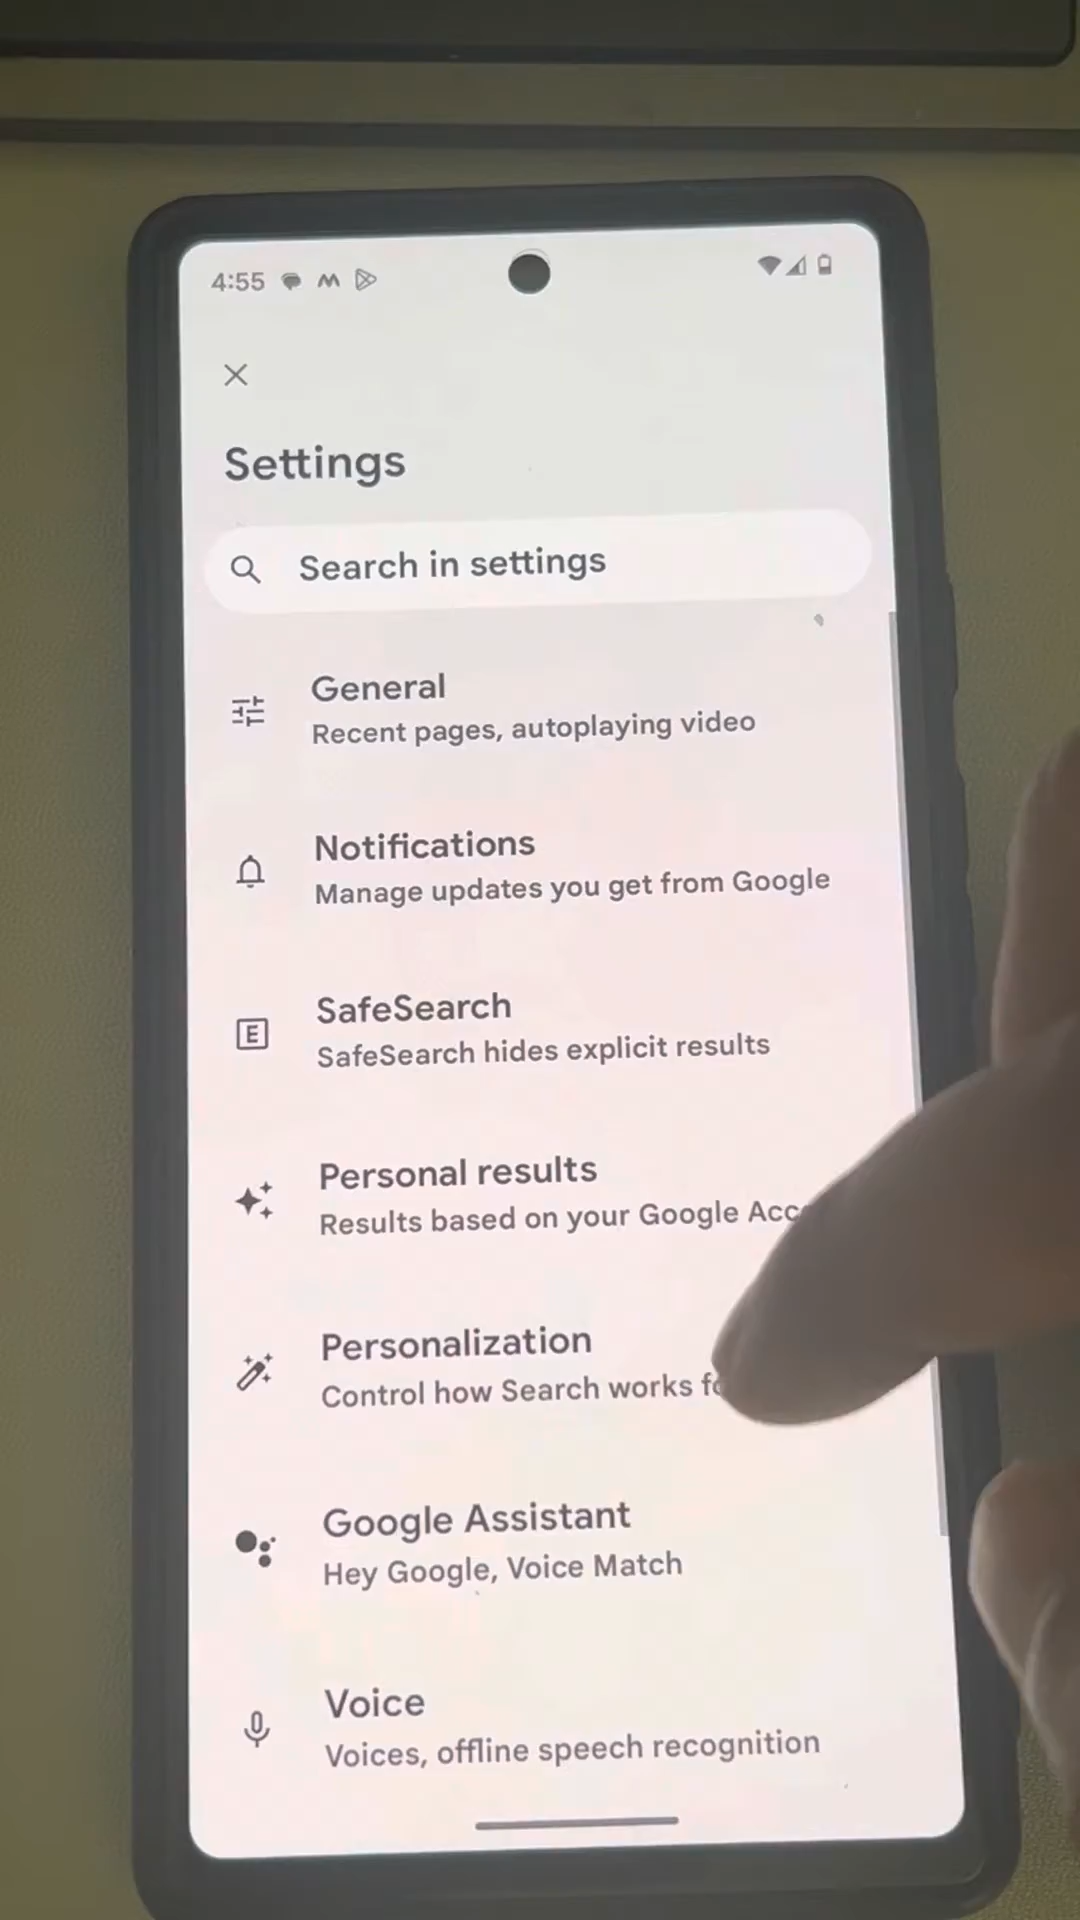 4:55
Settings
Search in settings
General
Recent pages, autoplaying video
Notifications
Manage updates you get from Google
E
SafeSearch
SafeSearch hides explicit results
Personal results
Results based on your Google
Personalization
Control how Search works
Google Assistant
Hey Google, Voice Match
Voice
Voices, offline speech recognition